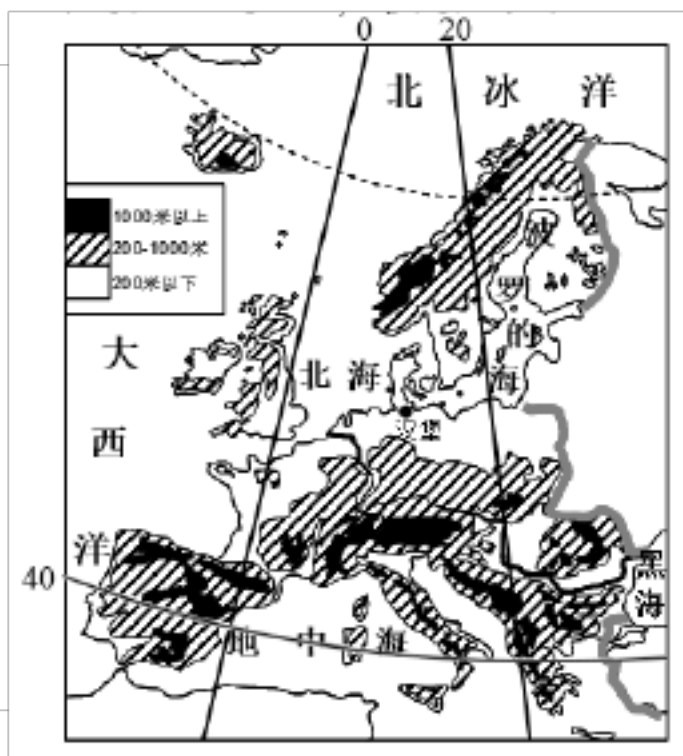 0 20
北 冰 洋
1000米以上
200-1000米
200米以下
波
罗
的
海
大
西
洋
北 海
汉堡
黑
海
40
地 中 海